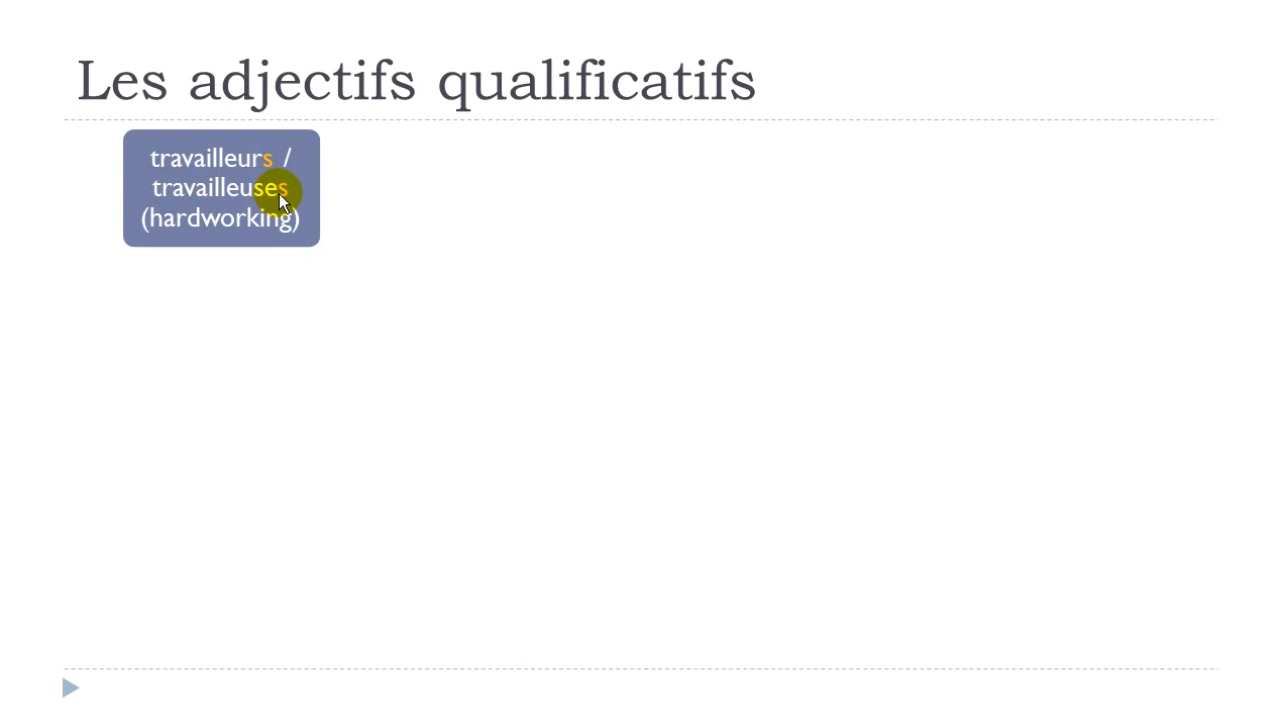 Les adjectifs qualificatifs
travailleurs /
travailleuses
(hardworking)